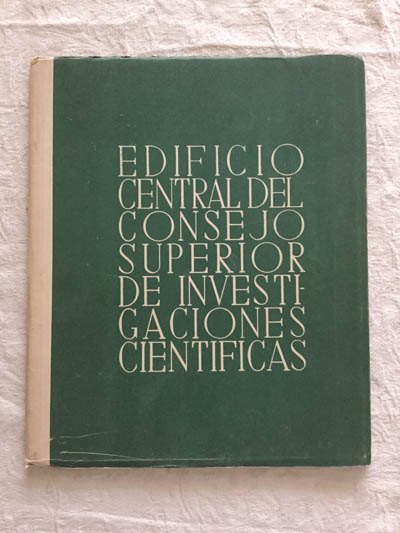 EDIFICIO
CENTRAL DEL
CONSEJO
SUPERIOR
DE INVESTI-
GACIONES
CIENTIFICAS